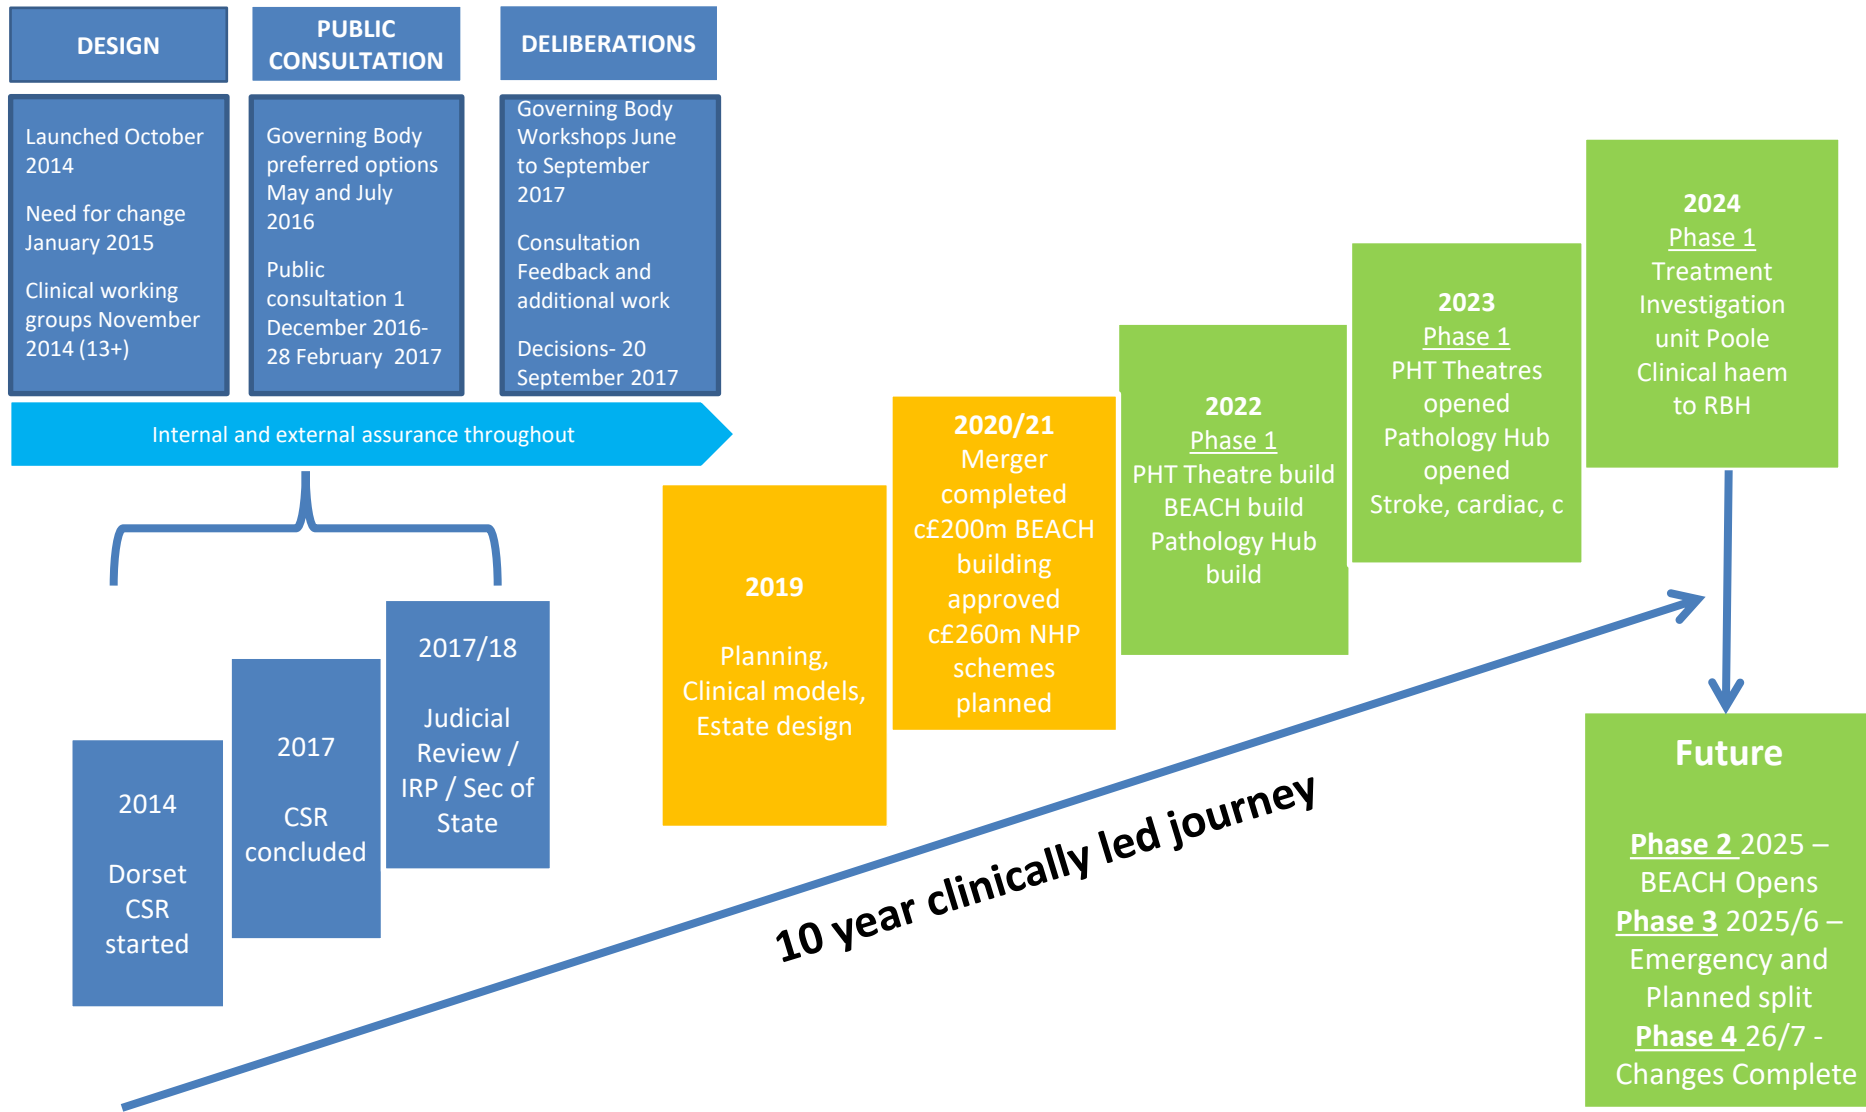 DESIGN
Launched October
2014
Need for change
January 2015
Clinical working
groups November
2014 (13+)
PUBLIC
CONSULTATION
Governing Body
preferred options
May and July
2016
Public
consultation 1
December 2016-
28 February 2017
DELIBERATIONS
Governing Body
Workshops June
to September
2017
Consultation
Feedback and
additional work
Decisions- 20
September 2017
Internal and external assurance throughout
2014
Dorset
CSR
started
2017
CSR
concluded
2017/18
Judicial
Review /
IRP / Sec of
State
2019
Planning,
Clinical models,
Estate design
2020/21
Merger
completed
c£200m BEACH
building
approved
c£260m NHP
schemes
planned
2022
Phase 1
PHT Theatre build
BEACH build
Pathology Hub
build
2023
Phase 1
PHT Theatres
opened
Pathology Hub
opened
Stroke, cardiac, c
2024
Phase 1
Treatment
Investigation
unit Poole
Clinical haem
to RBH
10 year clinically led journey
Future
Phase 2 2025 –
BEACH Opens
Phase 3 2025/6 –
Emergency and
Planned split
Phase 4 26/7 -
Changes Complete